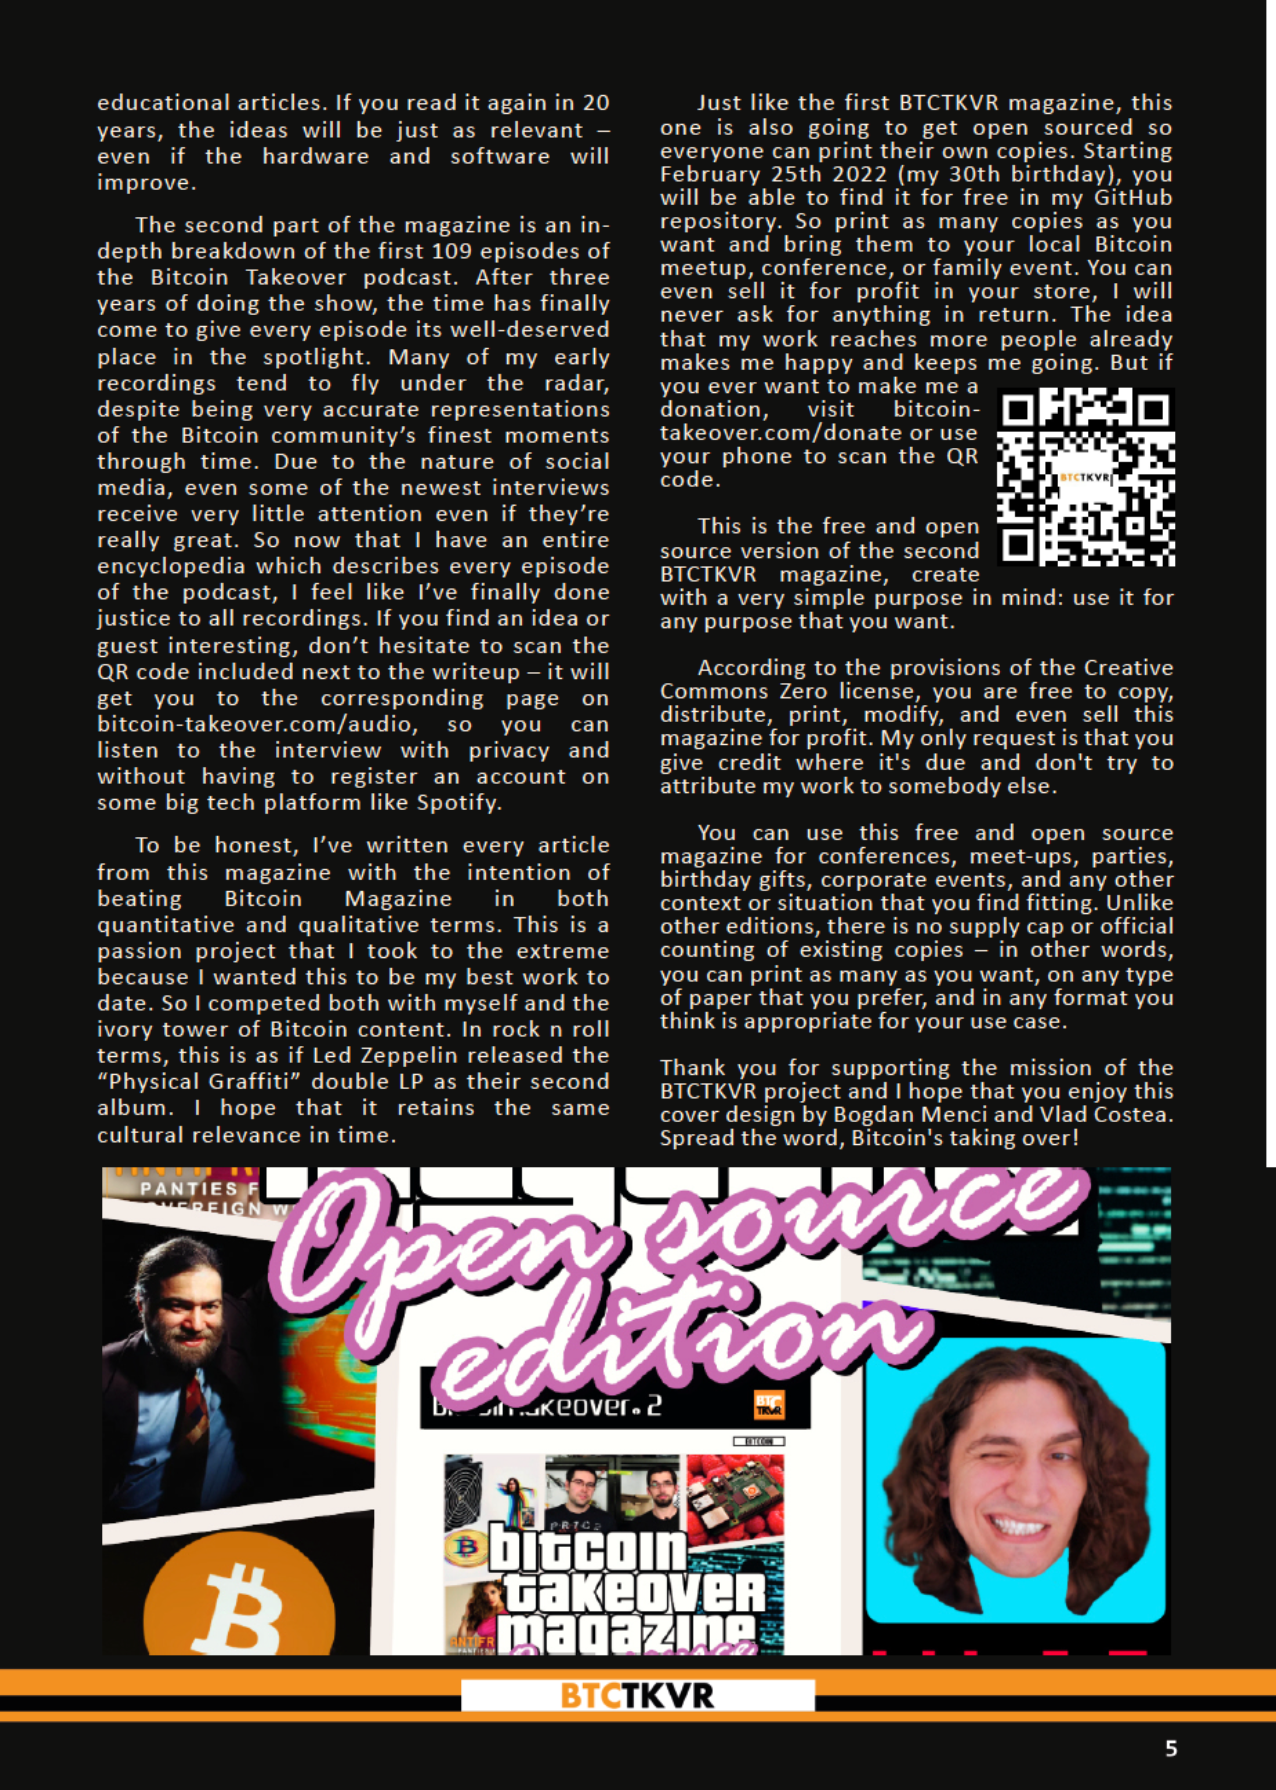 educational articles. If you read it again in 20
years, the ideas will be just as relevant –
even if the hardware and software will
improve.
The second part of the magazine is an in-
depth breakdown of the first 109 episodes of
the Bitcoin Takeover podcast. After three
years of doing the show, the time has finally
come to give every episode its well-deserved
place in the spotlight. Many of my early
recordings tend to fly under the radar,
despite being very accurate representations
of the Bitcoin community’s finest moments
through time. Due to the nature of social
media, even some of the newest interviews
receive very little attention even if they’re
really great. So now that I have an entire
encyclopedia which describes every episode
of the podcast, I feel like I’ve finally done
justice to all recordings. If you find an idea or
guest interesting, don’t hesitate to scan the
QR code included next to the writeup – it will
get you to the corresponding page on
bitcoin-takeover.com/audio, so you can
listen to the interview with privacy and
without having to register an account on
some big tech platform like Spotify.
To be honest, I’ve written every article
from this magazine with the intention of
beating Bitcoin Magazine in both
quantitative and qualitative terms. This is a
passion project that I took to the extreme
because I wanted this to be my best work to
date. So I competed both with myself and the
ivory tower of Bitcoin content. In rock n roll
terms, this is as if Led Zeppelin released the
“Physical Graffiti” double LP as their second
album. I hope that it retains the same
cultural relevance in time.
Just like the first BTCTKVR magazine, this
one is also going to get open sourced so
everyone can print their own copies. Starting
February 25th 2022 (my 30th birthday), you
will be able to find it for free in my GitHub
repository. So print as many copies as you
want and bring them to your local Bitcoin
meetup, conference, or family event. You can
even sell it for profit in your store, I will
never ask for anything in return. The idea
that my work reaches more people already
makes me happy and keeps me going. But if
you ever want to make me a
donation, visit bitcoin-
takeover.com/donate or use
your phone to scan the QR
code.
BTCTKVR
This is the free and open
source version of the second
BTCTKVR magazine, create
with a very simple purpose in mind: use it for
any purpose that you want.
According to the provisions of the Creative
Commons Zero license, you are free to copy,
distribute, print, modify, and even sell this
magazine for profit. My only request is that you
give credit where it's due and don't try to
attribute my work to somebody else.
You can use this free and open source
magazine for conferences, meet-ups, parties,
birthday gifts, corporate events, and any other
context or situation that you find fitting. Unlike
other editions, there is no supply cap or official
counting of existing copies – in other words,
you can print as many as you want, on any type
of paper that you prefer, and in any format you
think is appropriate for your use case.
Thank you for supporting the mission of the
BTCTKVR project and I hope that you enjoy this
cover design by Bogdan Menci and Vlad Costea.
Spread the word, Bitcoin's taking over!
PANTIES F
Open source
edition
BTC
TKVR
BITCOIN
bitcoin
takeover
magazine
BTCTKVR
5